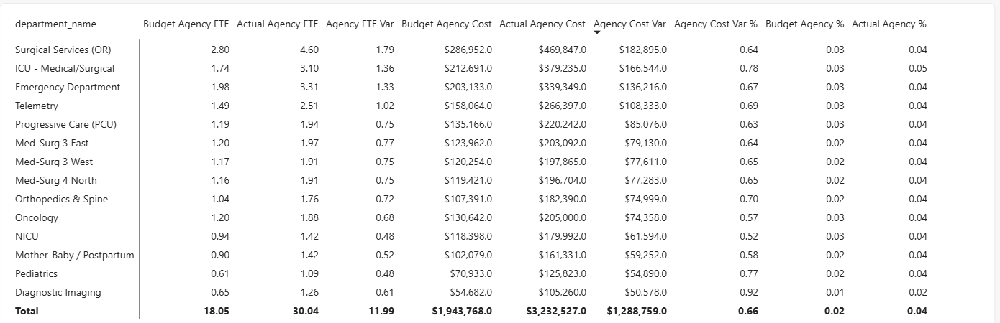 department_name Budget Agency FTE Actual Agency FTE Agency FTE Var Budget Agency Cost Actual Agency Cost Agency Cost Var Agency Cost Var % Budget Agency % Actual Agency %
Surgical Services (OR) 2.80 4.60 1.79 $286,952.0 $469,847.0 $182,895.0 0.64 0.03 0.04
ICU - Medical/Surgical 1.74 3.10 1.36 $212,691.0 $379,235.0 $166,544.0 0.78 0.03 0.05
Emergency Department 1.98 3.31 1.33 $203,133.0 $339,349.0 $136,216.0 0.67 0.03 0.04
Telemetry 1.49 2.51 1.02 $158,064.0 $266,397.0 $108,333.0 0.69 0.03 0.04
Progressive Care (PCU) 1.19 1.94 0.75 $135,166.0 $220,242.0 $85,076.0 0.63 0.03 0.04
Med-Surg 3 East 1.20 1.97 0.77 $123,962.0 $203,092.0 $79,130.0 0.64 0.02 0.04
Med-Surg 3 West 1.17 1.91 0.75 $120,254.0 $197,865.0 $77,611.0 0.65 0.02 0.04
Med-Surg 4 North 1.16 1.91 0.75 $119,421.0 $196,704.0 $77,283.0 0.65 0.02 0.04
Orthopedics & Spine 1.04 1.76 0.72 $107,391.0 $182,390.0 $74,999.0 0.70 0.02 0.04
Oncology 1.20 1.88 0.68 $130,642.0 $205,000.0 $74,358.0 0.57 0.03 0.04
NICU 0.94 1.42 0.48 $118,398.0 $179,992.0 $61,594.0 0.52 0.03 0.04
Mother-Baby / Postpartum 0.90 1.42 0.52 $102,079.0 $161,331.0 $59,252.0 0.58 0.02 0.04
Pediatrics 0.61 1.09 0.48 $70,933.0 $125,823.0 $54,890.0 0.77 0.02 0.04
Diagnostic Imaging 0.65 1.26 0.61 $54,682.0 $105,260.0 $50,578.0 0.92 0.01 0.02
Total 18.05 30.04 11.99 $1,943,768.0 $3,232,527.0 $1,288,759.0 0.66 0.02 0.04